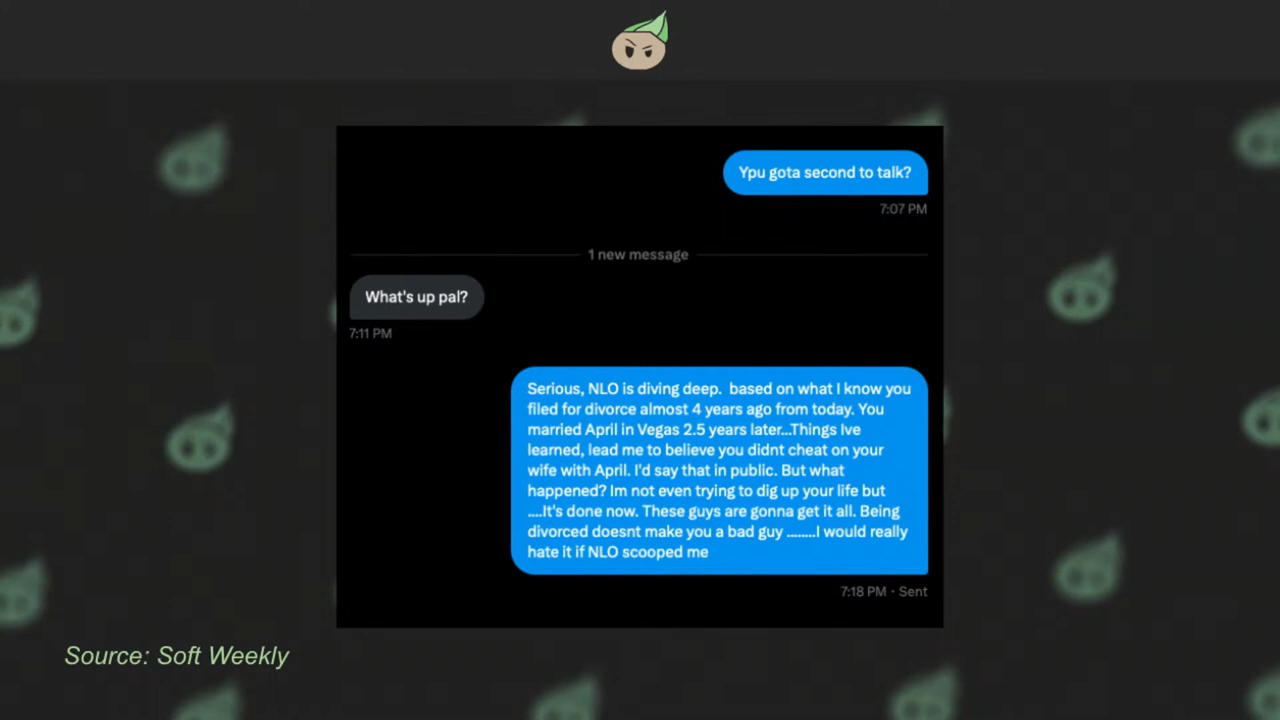 Ypu gota second to talk?
7:07 PM
1 new message
What's up pal?
7:11 PM
Serious, NLO is diving deep.  based on what I know you
filed for divorce almost 4 years ago from today. You
married April in Vegas 2.5 years later...Things Ive
learned, lead me to believe you didnt cheat on your
wife with April. I'd say that in public. But what
happened? Im not even trying to dig up your life but
....It's done now. These guys are gonna get it all. Being
divorced doesnt make you a bad guy ........I would really
hate it if NLO scooped me
7:18 PM · Sent
Source: Soft Weekly